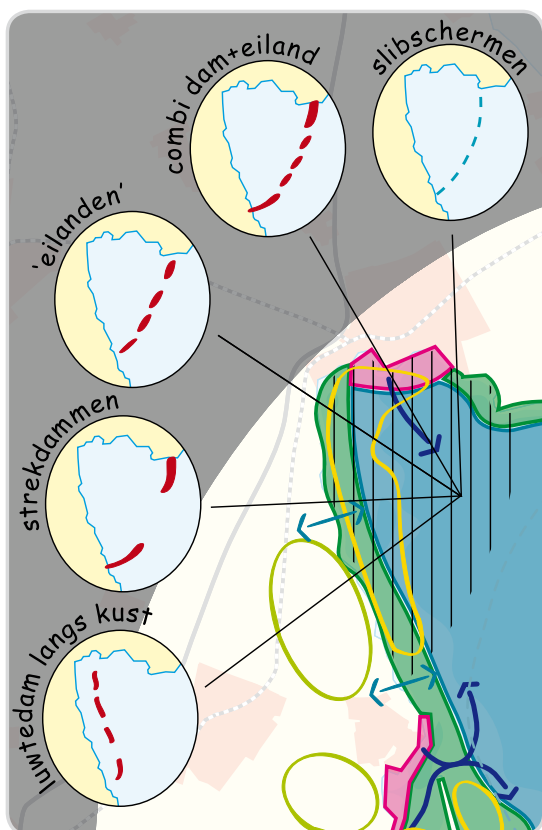 combi dam+eiland
slibschermen
'eilanden'
strekdammen
luwtedam langs kust